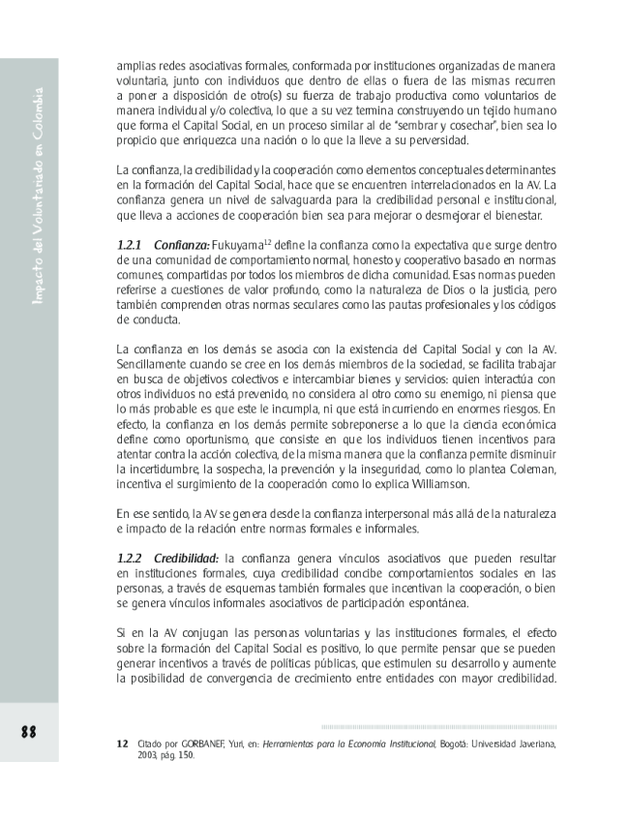 Impacto del Voluntariado en Colombia
amplias redes asociativas formales, conformada por instituciones organizadas de manera
voluntaria, junto con individuos que dentro de ellas o fuera de las mismas recurren
a poner a disposición de otro(s) su fuerza de trabajo productiva como voluntarios de
manera individual y/o colectiva, lo que a su vez termina construyendo un tejido humano
que forma el Capital Social, en un proceso similar al de “sembrar y cosechar”, bien sea lo
propicio que enriquezca una nación o lo que la lleve a su perversidad.
La confianza, la credibilidad y la cooperación como elementos conceptuales determinantes
en la formación del Capital Social, hace que se encuentren interrelacionados en la AV. La
confianza genera un nivel de salvaguarda para la credibilidad personal e institucional,
que lleva a acciones de cooperación bien sea para mejorar o desmejorar el bienestar.
1.2.1 Confianza: Fukuyama12 define la confianza como la expectativa que surge dentro
de una comunidad de comportamiento normal, honesto y cooperativo basado en normas
comunes, compartidas por todos los miembros de dicha comunidad. Esas normas pueden
referirse a cuestiones de valor profundo, como la naturaleza de Dios o la justicia, pero
también comprenden otras normas seculares como las pautas profesionales y los códigos
de conducta.
La confianza en los demás se asocia con la existencia del Capital Social y con la AV.
Sencillamente cuando se cree en los demás miembros de la sociedad, se facilita trabajar
en busca de objetivos colectivos e intercambiar bienes y servicios: quien interactúa con
otros individuos no está prevenido, no considera al otro como su enemigo, ni piensa que
lo más probable es que este le incumpla, ni que está incurriendo en enormes riesgos. En
efecto, la confianza en los demás permite sobreponerse a lo que la ciencia económica
define como oportunismo, que consiste en que los individuos tienen incentivos para
atentar contra la acción colectiva, de la misma manera que la confianza permite disminuir
la incertidumbre, la sospecha, la prevención y la inseguridad, como lo plantea Coleman,
incentiva el surgimiento de la cooperación como lo explica Williamson.
En ese sentido, la AV se genera desde la confianza interpersonal más allá de la naturaleza
e impacto de la relación entre normas formales e informales.
1.2.2 Credibilidad: la confianza genera vínculos asociativos que pueden resultar
en instituciones formales, cuya credibilidad concibe comportamientos sociales en las
personas, a través de esquemas también formales que incentivan la cooperación, o bien
se genera vínculos informales asociativos de participación espontánea.
Si en la AV conjugan las personas voluntarias y las instituciones formales, el efecto
sobre la formación del Capital Social es positivo, lo que permite pensar que se pueden
generar incentivos a través de políticas públicas, que estimulen su desarrollo y aumente
la posibilidad de convergencia de crecimiento entre entidades con mayor credibilidad.
88
12 Citado por GORBANEF, Yuri, en: Herramientas para la Economía Institucional, Bogotá: Universidad Javeriana,
2003, pág. 150.